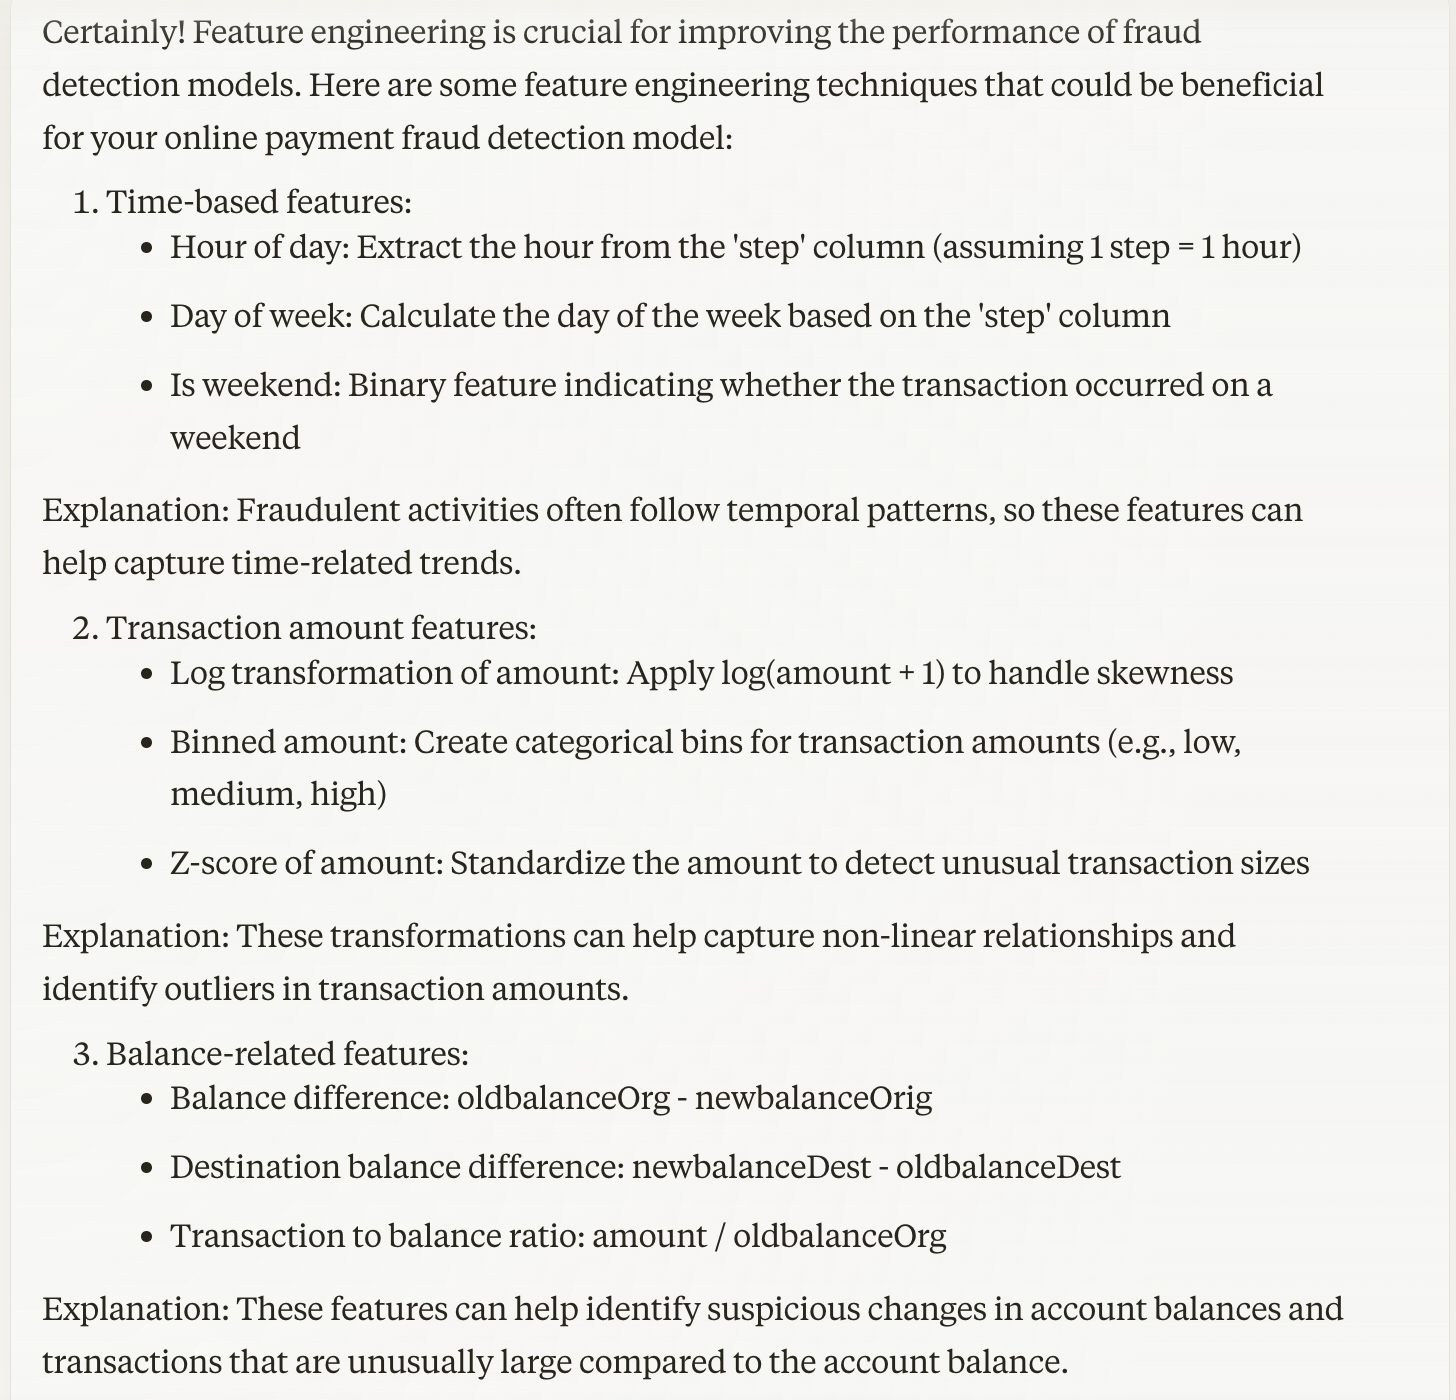 Certainly! Feature engineering is crucial for improving the performance of fraud
detection models. Here are some feature engineering techniques that could be beneficial
for your online payment fraud detection model:
1. Time-based features:
• Hour of day: Extract the hour from the 'step' column (assuming 1 step = 1 hour)
• Day of week: Calculate the day of the week based on the 'step' column
• Is weekend: Binary feature indicating whether the transaction occurred on a
weekend
Explanation: Fraudulent activities often follow temporal patterns, so these features can
help capture time-related trends.
2. Transaction amount features:
• Log transformation of amount: Apply log(amount + 1) to handle skewness
• Binned amount: Create categorical bins for transaction amounts (e.g., low,
medium, high)
• Z-score of amount: Standardize the amount to detect unusual transaction sizes
Explanation: These transformations can help capture non-linear relationships and
identify outliers in transaction amounts.
3. Balance-related features:
• Balance difference: oldbalanceOrg - newbalanceOrig
• Destination balance difference: newbalanceDest - oldbalanceDest
• Transaction to balance ratio: amount / oldbalanceOrg
Explanation: These features can help identify suspicious changes in account balances and
transactions that are unusually large compared to the account balance.